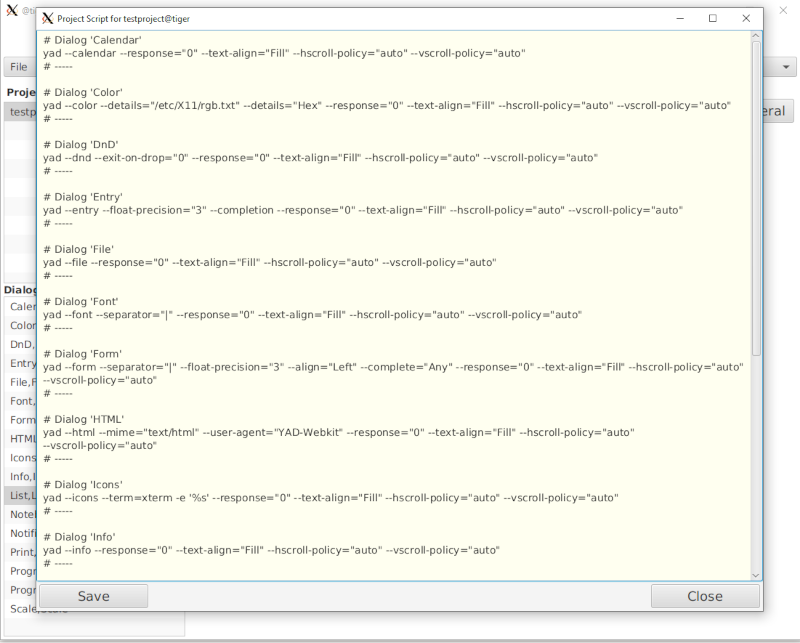 @ti
Project Script for testproject@tiger
File
Proje
testp
eral
# Dialog 'Calendar'
yad --calendar --response="0" --text-align="Fill" --hscroll-policy="auto" --vscroll-policy="auto"
# -----
# Dialog 'Color'
yad --color --details="/etc/X11/rgb.txt" --details="Hex" --response="0" --text-align="Fill" --hscroll-policy="auto" --vscroll-policy="auto"
# -----
# Dialog 'DnD'
yad --dnd --exit-on-drop="0" --response="0" --text-align="Fill" --hscroll-policy="auto" --vscroll-policy="auto"
# -----
# Dialog 'Entry'
yad --entry --float-precision="3" --completion --response="0" --text-align="Fill" --hscroll-policy="auto" --vscroll-policy="auto"
# -----
# Dialog 'File'
yad --file --response="0" --text-align="Fill" --hscroll-policy="auto" --vscroll-policy="auto"
# -----
# Dialog 'Font'
yad --font --separator="|" --response="0" --text-align="Fill" --hscroll-policy="auto" --vscroll-policy="auto"
# -----
# Dialog 'Form'
yad --form --separator="|" --float-precision="3" --align="Left" --complete="Any" --response="0" --text-align="Fill" --hscroll-policy="auto"
--vscroll-policy="auto"
# -----
# Dialog 'HTML'
yad --html --mime="text/html" --user-agent="YAD-Webkit" --response="0" --text-align="Fill" --hscroll-policy="auto"
--vscroll-policy="auto"
# -----
# Dialog 'Icons'
yad --icons --term=xterm -e '%s' --response="0" --text-align="Fill" --hscroll-policy="auto" --vscroll-policy="auto"
# -----
# Dialog 'Info'
yad --info --response="0" --text-align="Fill" --hscroll-policy="auto" --vscroll-policy="auto"
# -----
Dialog
Caler
Color
DnD,
Entry
File,F
Font,
Form
HTML
Icons
Info,I
List,L
Notel
Notifi
Print,
Progr
Progr
Scale,Scale
Save
Close